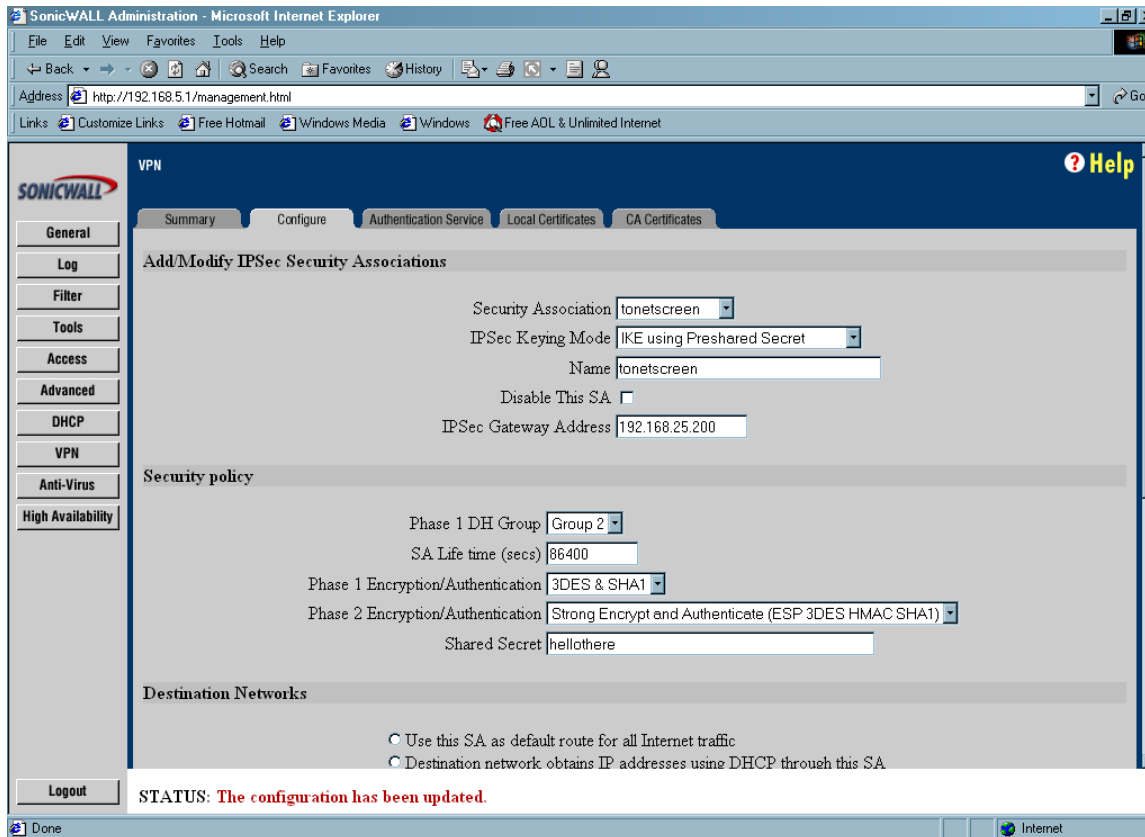 SonicWALL Administration - Microsoft Internet Explorer
File Edit View Favorites Tools Help
Back Search Favorites History
Address http://192.168.5.1/management.html Go
Links Customize Links Free Hotmail Windows Media Windows Free AOL & Unlimited Internet
SONICWALL
VPN
? Help
Summary Configure Authentication Service Local Certificates CA Certificates
General
Log
Filter
Tools
Access
Advanced
DHCP
VPN
Anti-Virus
High Availability
Add/Modify IPSec Security Associations
Security Association tonetscreen
IPSec Keying Mode IKE using Preshared Secret
Name tonetscreen
Disable This SA
IPSec Gateway Address 192.168.25.200
Security policy
Phase 1 DH Group Group 2
SA Life time (secs) 86400
Phase 1 Encryption/Authentication 3DES & SHA1
Phase 2 Encryption/Authentication Strong Encrypt and Authenticate (ESP 3DES HMAC SHA1)
Shared Secret hellothere
Destination Networks
Use this SA as default route for all Internet traffic
Destination network obtains IP addresses using DHCP through this SA
Logout
STATUS: The configuration has been updated.
Done Internet